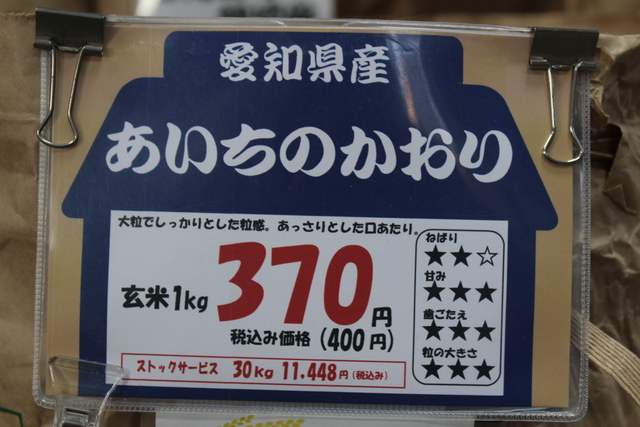 愛知県産
あいちのかおり
大粒でしっかりとした粒感。あっさりとした口あたり。
玄米1kg 370円
税込み価格 (400円)
ストックサービス 30Kg 11.448円(税込み)
ねばり
★★☆
甘み
★★★
歯ごたえ
★★★
粒の大きさ
★★★